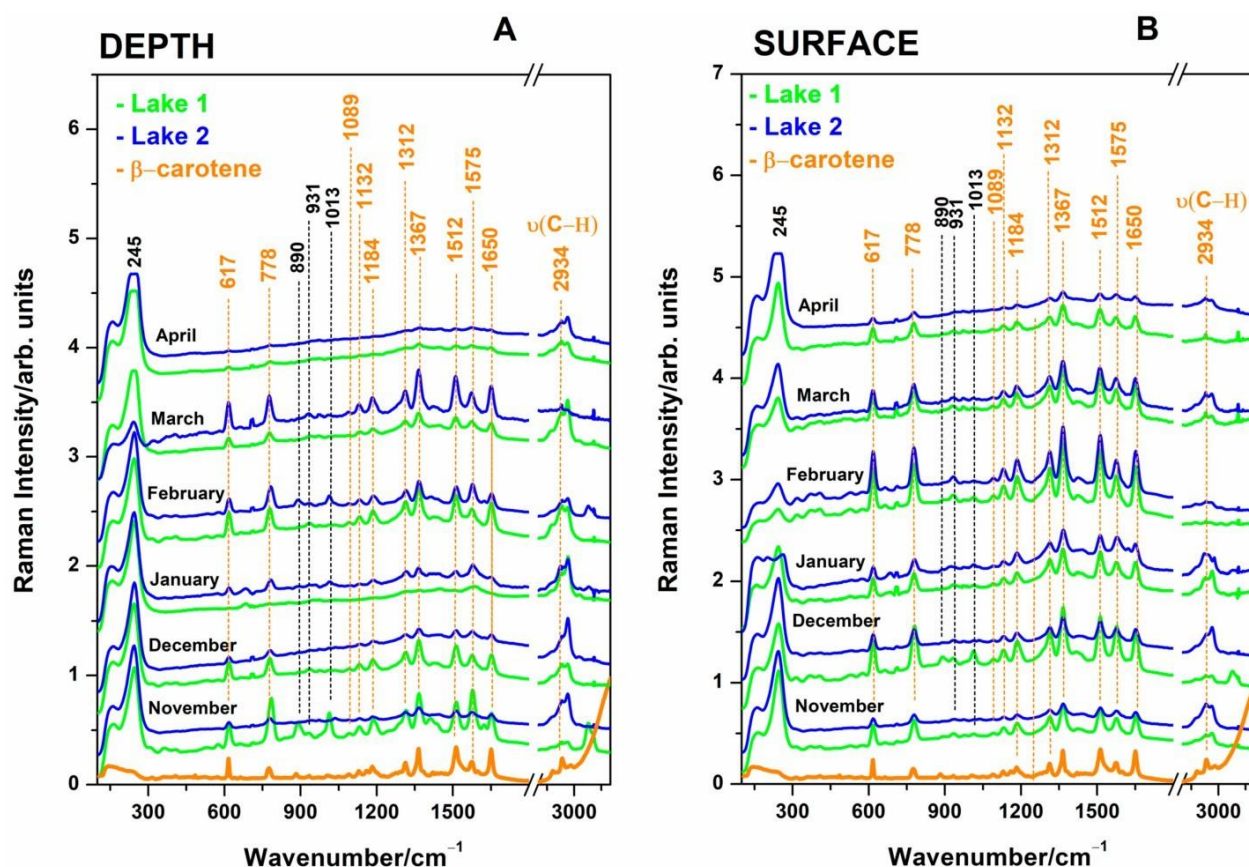 DEPTH
A
- Lake 1
- Lake 2
- β–carotene
6
5
4
3
2
1
0
Raman Intensity/arb. units
245
617
778
890
931
1013
1089
1132
1184
1312
1367
1512
1575
1650
υ(C–H)
2934
April
March
February
January
December
November
300
600
900
1200
1500
3000
Wavenumber/cm⁻¹
SURFACE
B
- Lake 1
- Lake 2
- β–carotene
7
6
5
4
3
2
1
0
Raman Intensity/arb. units
245
617
778
890
931
1013
1089
1132
1184
1312
1367
1512
1575
1650
υ(C–H)
2934
April
March
February
January
December
November
300
600
900
1200
1500
3000
Wavenumber/cm⁻¹